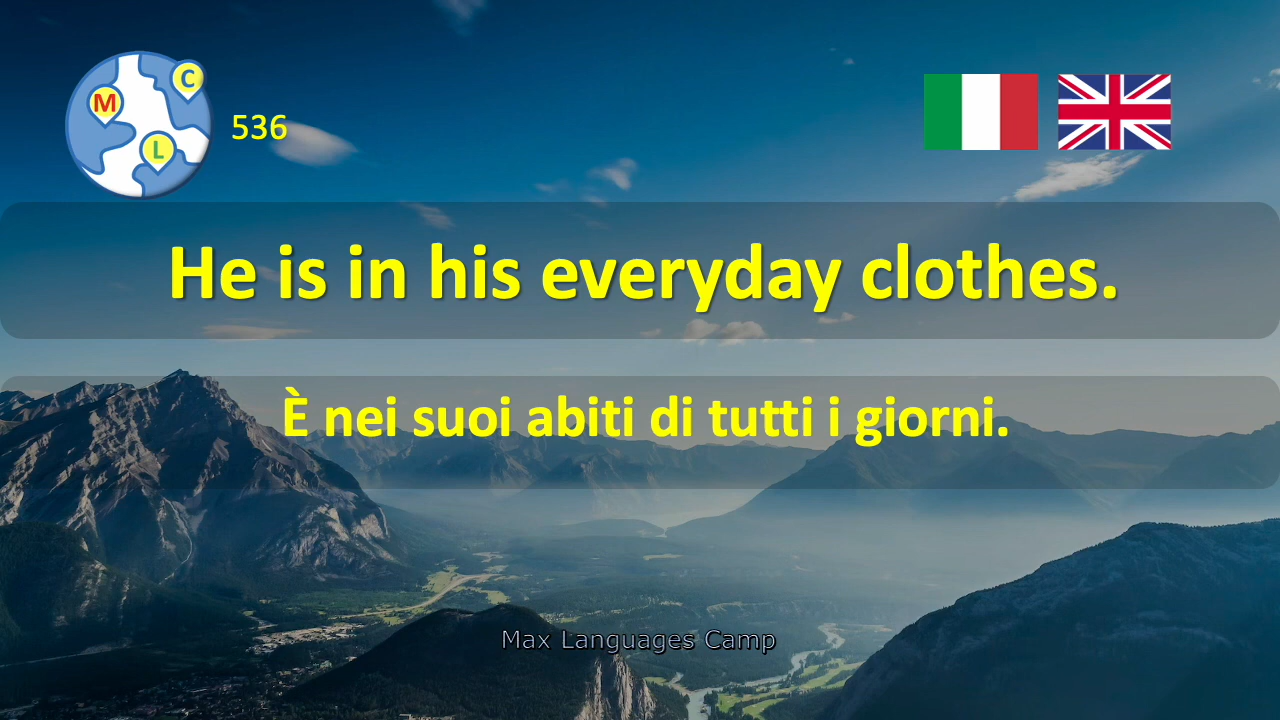 M
C
L
536
He is in his everyday clothes.
È nei suoi abiti di tutti i giorni.
Max Languages Camp